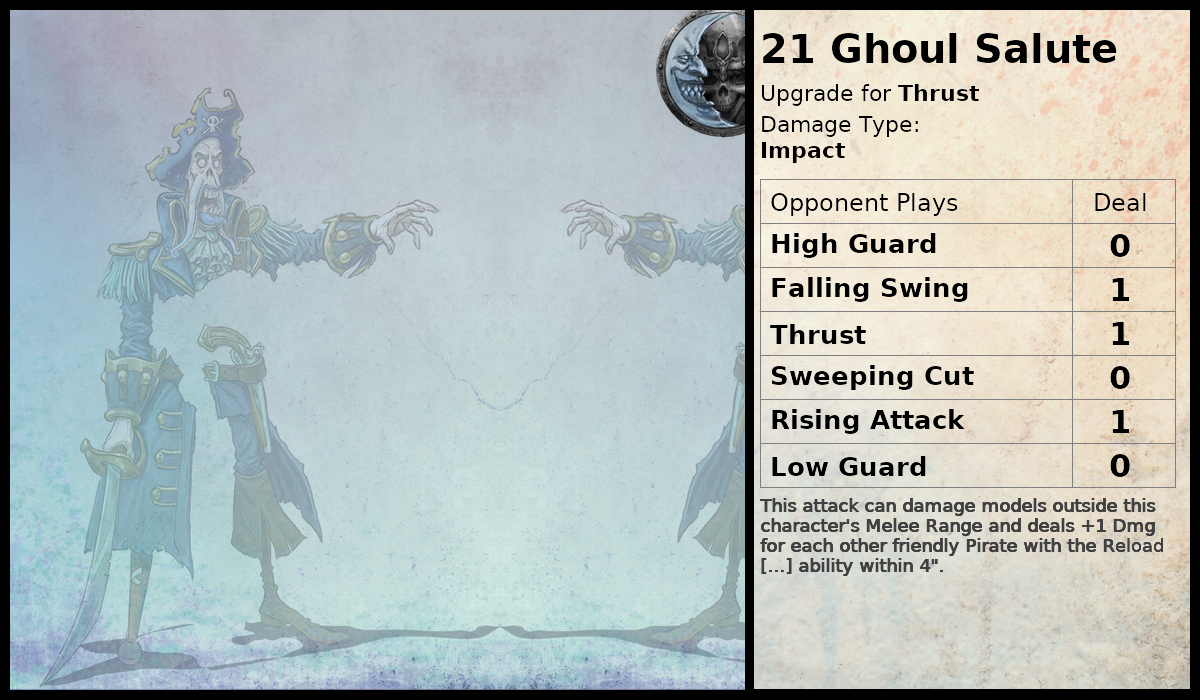 21 Ghoul Salute
Upgrade for Thrust
Damage Type:
Impact
Opponent Plays Deal
High Guard 0
Falling Swing 1
Thrust 1
Sweeping Cut 0
Rising Attack 1
Low Guard 0
This attack can damage models outside this
character's Melee Range and deals +1 Dmg
for each other friendly Pirate with the Reload
[...] ability within 4".